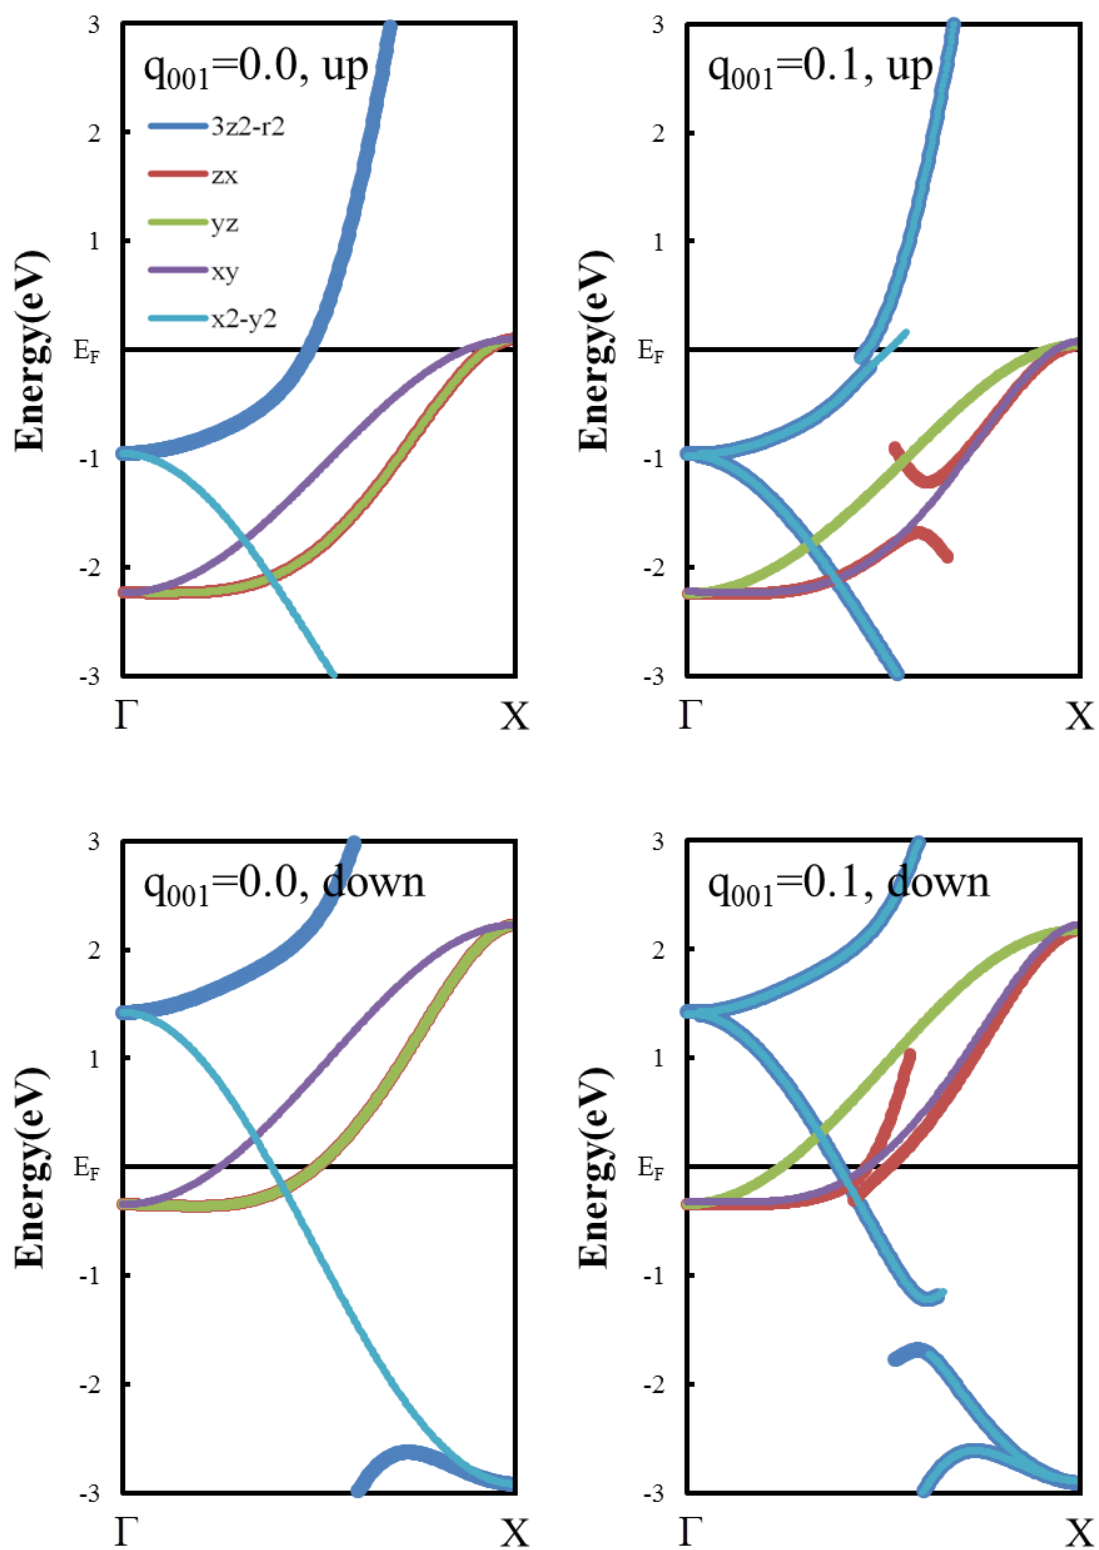 3
q001=0.0, up
3z2-r2
zx
yz
xy
x2-y2
2
1
EF
-1
-2
-3
Energy(eV)
Γ
X
3
q001=0.1, up
2
1
EF
-1
-2
-3
Energy(eV)
Γ
X
3
q001=0.0, down
2
1
EF
-1
-2
-3
Energy(eV)
Γ
X
3
q001=0.1, down
2
1
EF
-1
-2
-3
Energy(eV)
Γ
X